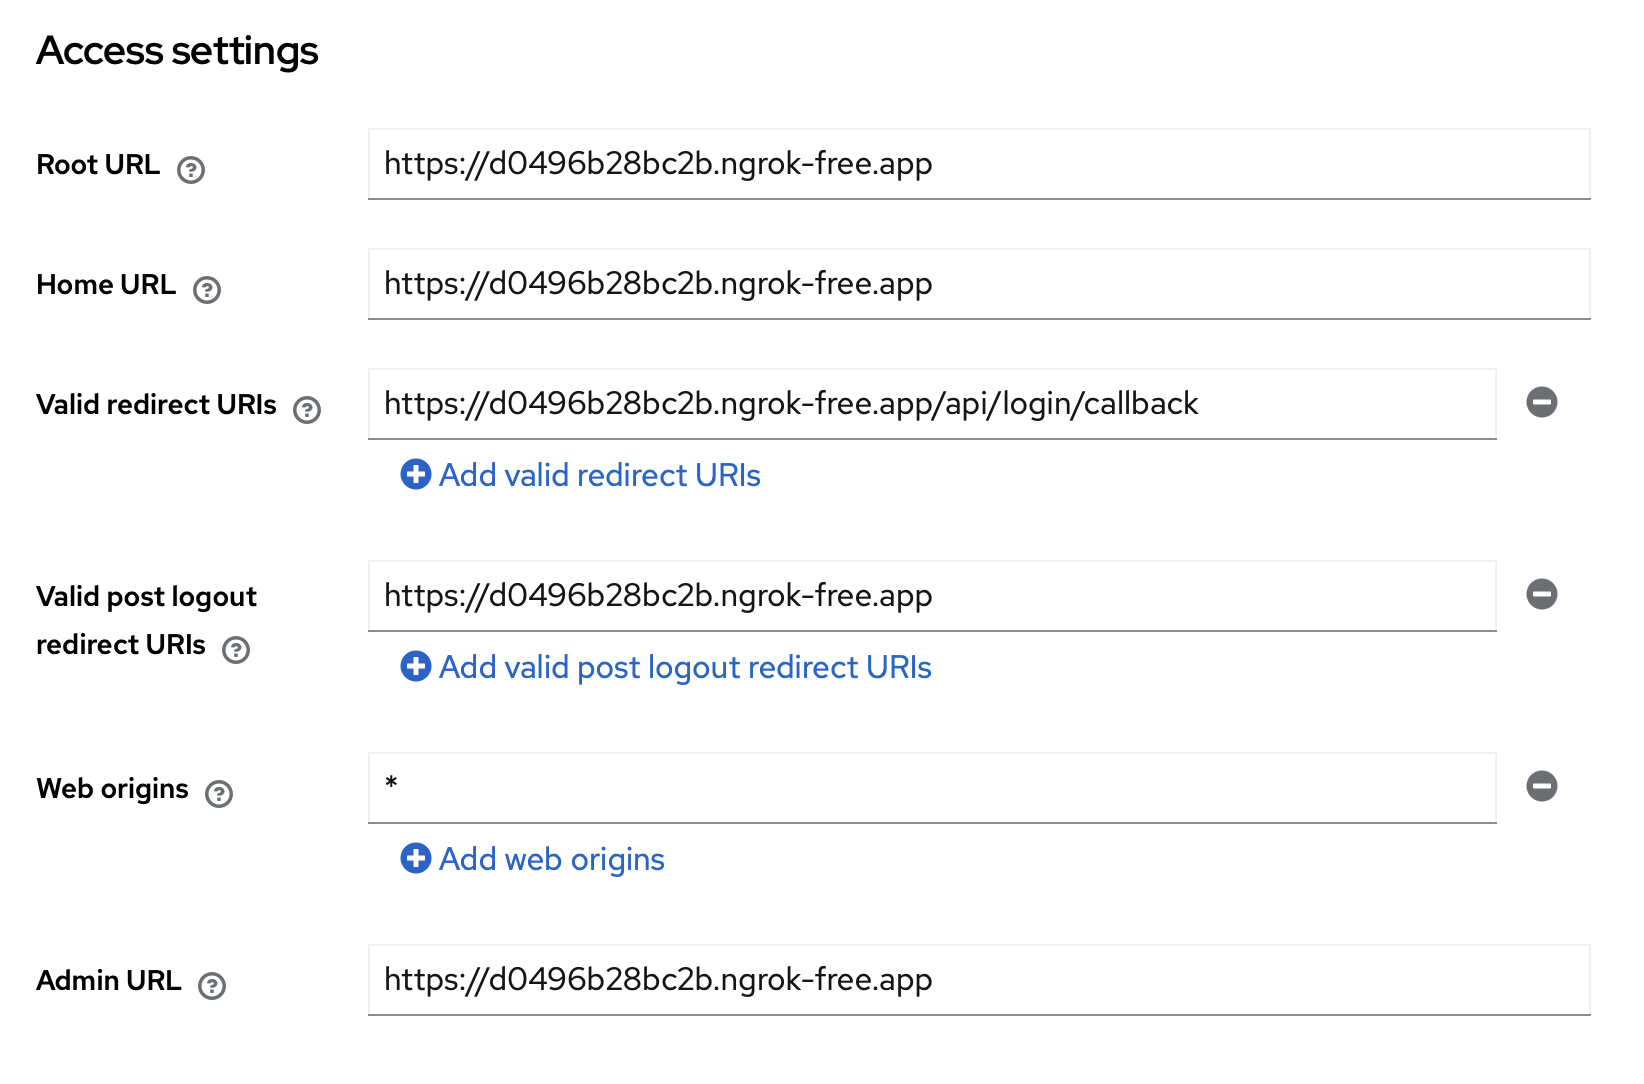 Access settings
Root URL
https://d0496b28bc2b.ngrok-free.app
Home URL
https://d0496b28bc2b.ngrok-free.app
Valid redirect URIs
https://d0496b28bc2b.ngrok-free.app/api/login/callback
Add valid redirect URIs
Valid post logout
redirect URIs
https://d0496b28bc2b.ngrok-free.app
Add valid post logout redirect URIs
Web origins
*
Add web origins
Admin URL
https://d0496b28bc2b.ngrok-free.app